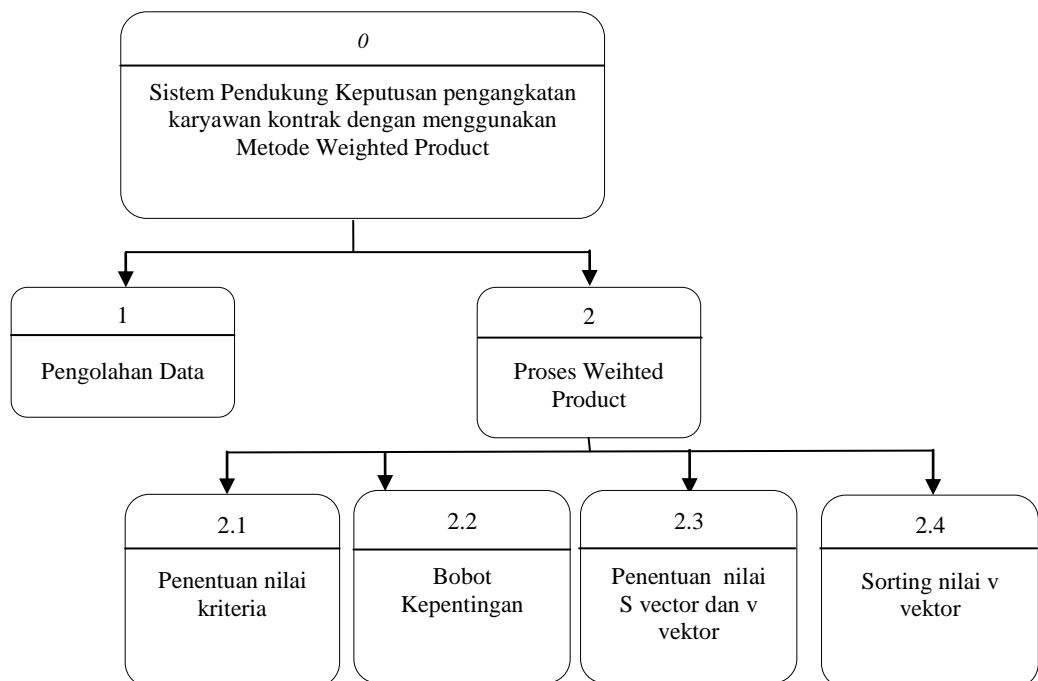 0
Sistem Pendukung Keputusan pengangkatan
karyawan kontrak dengan menggunakan
Metode Weighted Product
1
Pengolahan Data
2
Proses Weihted
Product
2.1
Penentuan nilai
kriteria
2.2
Bobot
Kepentingan
2.3
Penentuan nilai
S vector dan v
vektor
2.4
Sorting nilai v
vektor